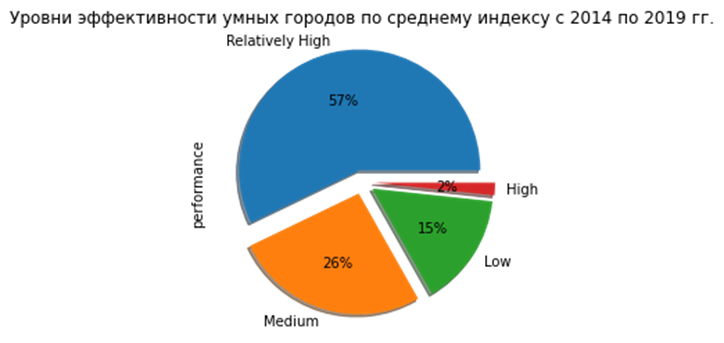 Уровни эффективности умных городов по среднему индексу с 2014 по 2019 гг.
Relatively High
57%
performance
2%
High
15%
Low
26%
Medium